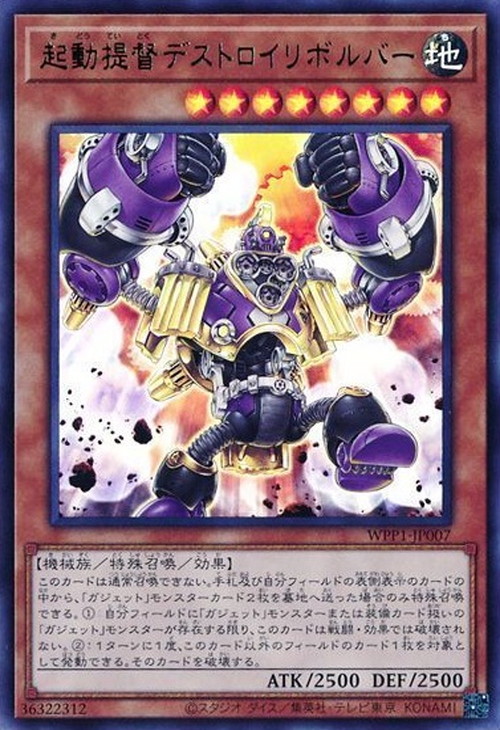 起動提督デストロイリボルバー
地
WPP1-JP007
【機械族/特殊召喚/効果】
このカードは通常召喚できない。手札及び自分フィールドの表側表示のカードの
中から、「ガジェット」モンスターカード2枚を墓地へ送った場合のみ特殊召喚
できる。①:自分フィールドに「ガジェット」モンスターまたは装備カード扱い
の「ガジェット」モンスターが存在する限り、このカードは戦闘・効果では破壊さ
れない。②:1ターンに1度、このカード以外のフィールドのカード1枚を対象と
して発動できる。そのカードを破壊する。
ATK/2500 DEF/2500
36322312 ©スタジオ・ダイス/集英社・テレビ東京 KONAMI